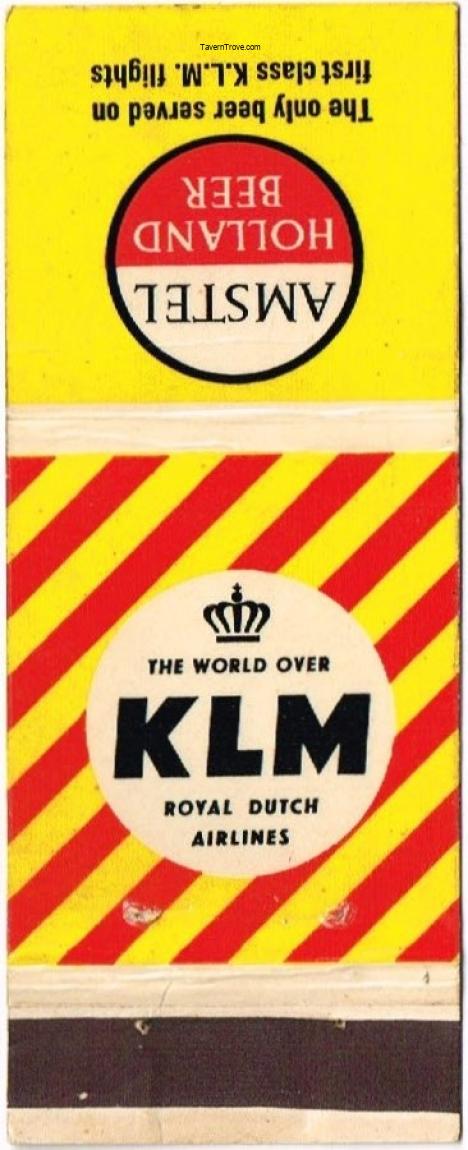 TavernTrove.com
The only beer served on
first class K.L.M. flights
AMSTEL
HOLLAND
BEER
THE WORLD OVER
KLM
ROYAL DUTCH
AIRLINES